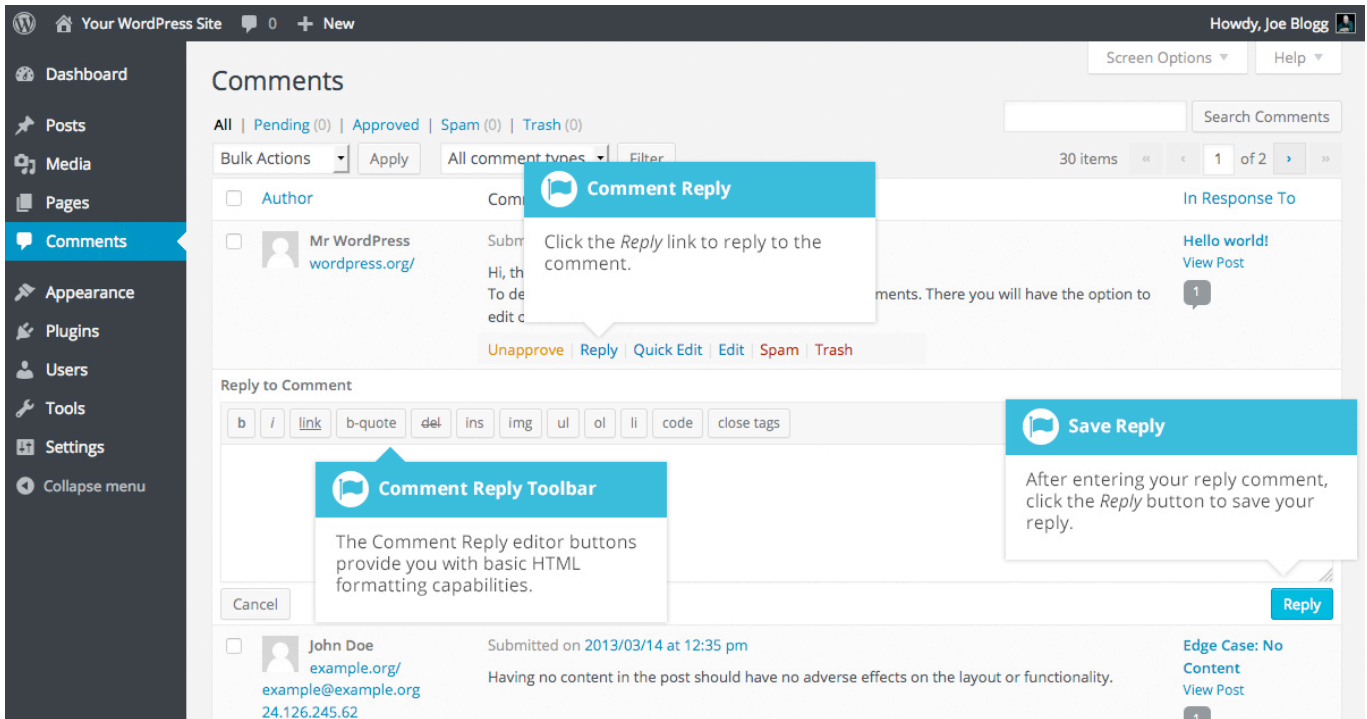 Your WordPress Site 0 + New Howdy, Joe Blogg
Dashboard
Posts
Media
Pages
Comments
Appearance
Plugins
Users
Tools
Settings
Collapse menu
Screen Options Help
Comments
All | Pending (0) | Approved | Spam (0) | Trash (0)
Search Comments
Bulk Actions Apply All comment types Filter
30 items « ‹ 1 of 2 › »
Author In Response To
Comment Reply
Click the Reply link to reply to the
comment.
Mr WordPress
wordpress.org/
Hi, th
To de
ments. There you will have the option to
edit
Hello world!
View Post
1
Unapprove | Reply | Quick Edit | Edit | Spam | Trash
Reply to Comment
b i link b-quote del ins img ul ol li code close tags
Comment Reply Toolbar
The Comment Reply editor buttons
provide you with basic HTML
formatting capabilities.
Save Reply
After entering your reply comment,
click the Reply button to save your
reply.
Cancel Reply
John Doe
example.org/
example@example.org
24.126.245.62
Submitted on 2013/03/14 at 12:35 pm
Having no content in the post should have no adverse effects on the layout or functionality.
Edge Case: No
Content
View Post
1